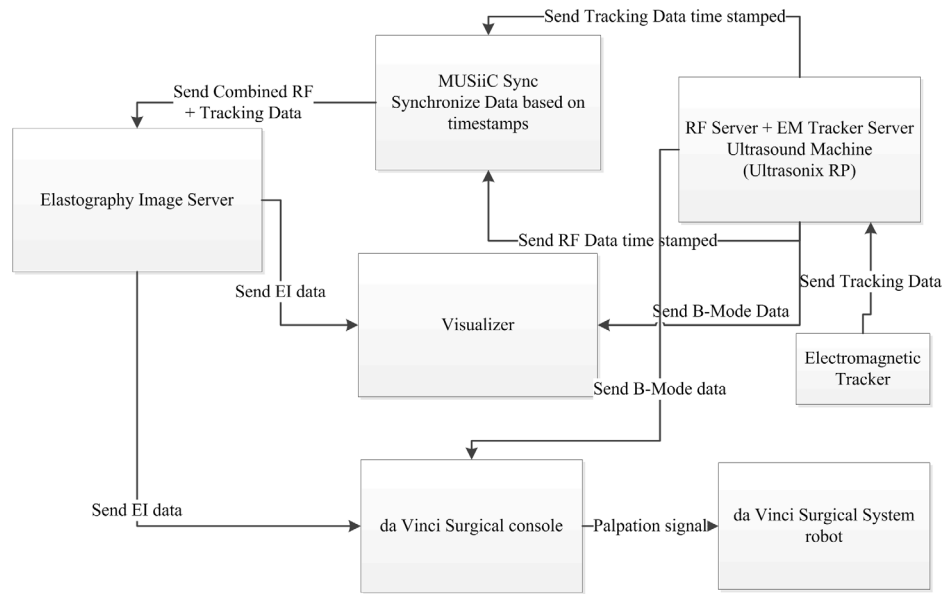 Send Tracking Data time stamped
MUSiiC Sync
Synchronize Data based on
timestamps
Send Combined RF
+ Tracking Data
RF Server + EM Tracker Server
Ultrasound Machine
(Ultrasonix RP)
Elastography Image Server
Send RF Data time stamped
Send EI data
Visualizer
Send B-Mode Data
Send Tracking Data
Electromagnetic
Tracker
Send B-Mode data
Send EI data
da Vinci Surgical console
Palpation signal
da Vinci Surgical System
robot